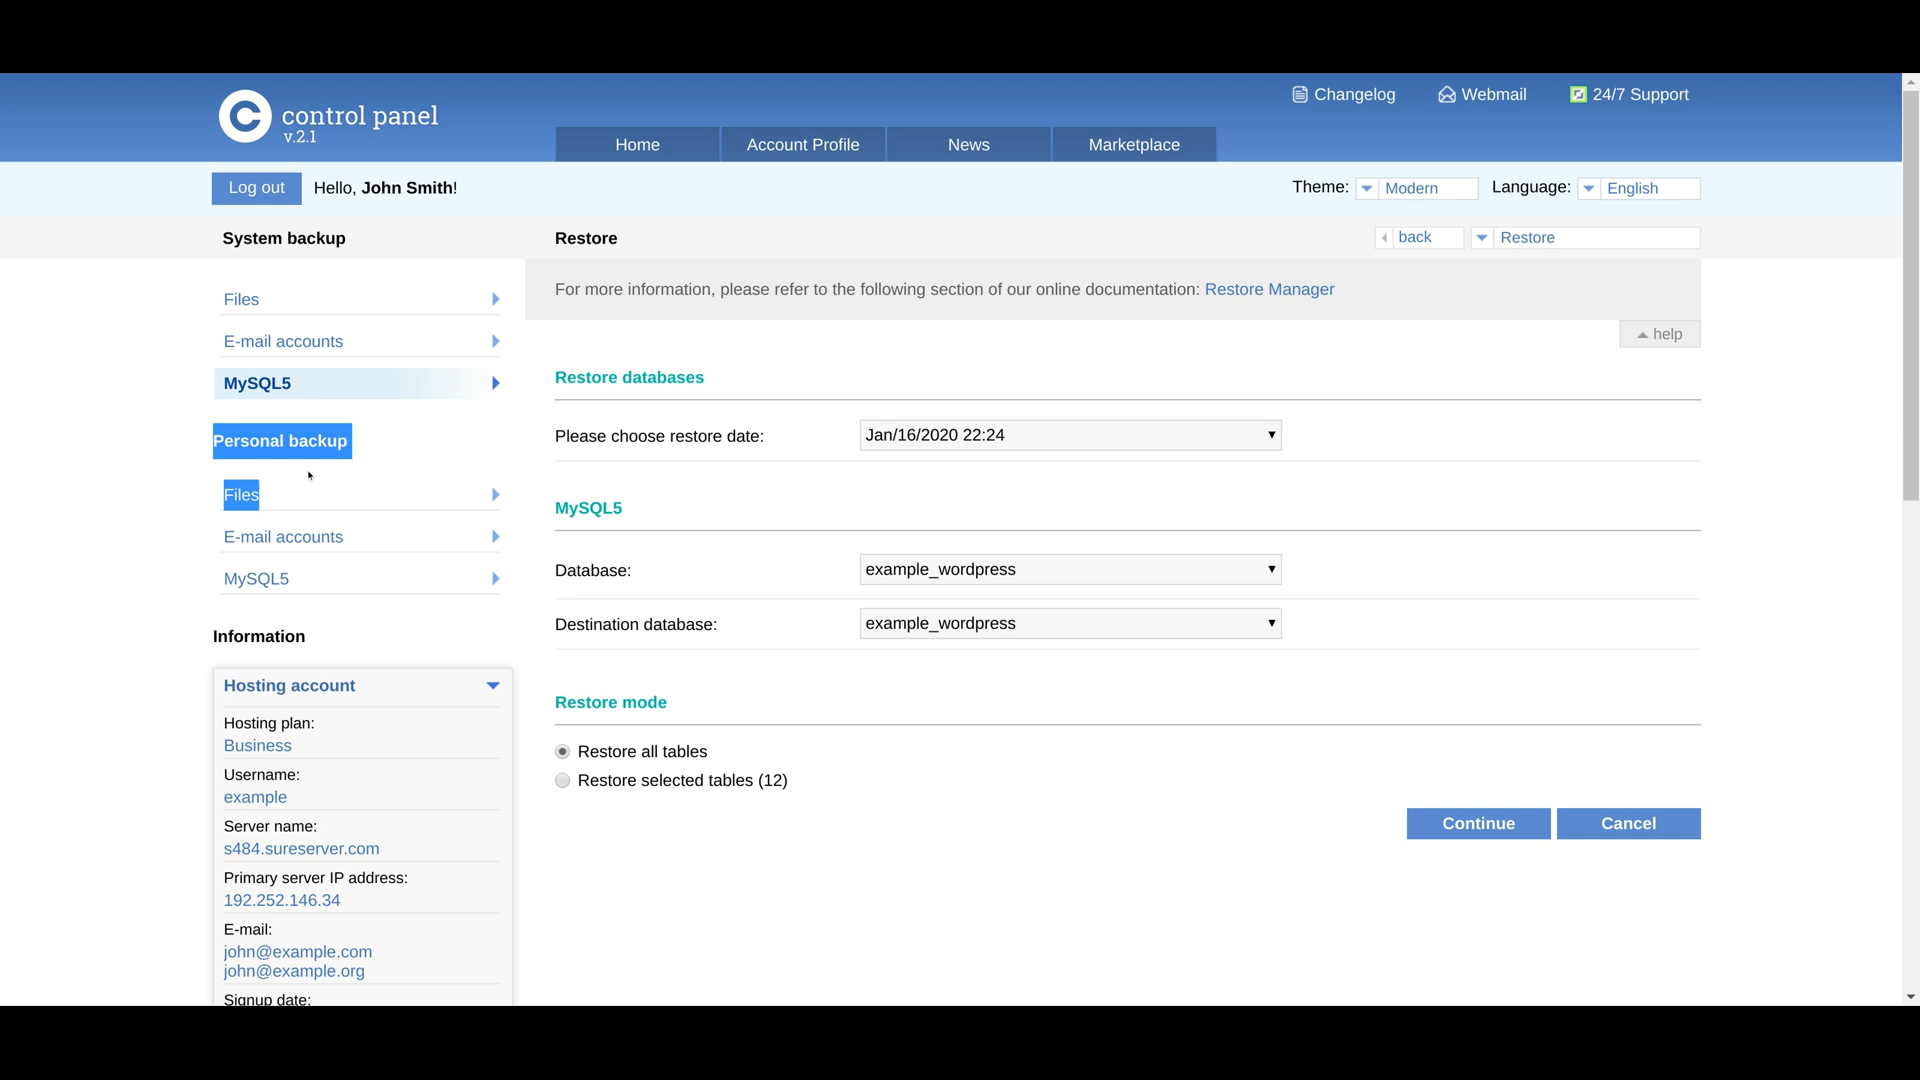 control panel
v.2.1
Changelog
Webmail
24/7 Support
Home
Account Profile
News
Marketplace
Log out
Hello, John Smith!
Theme:
Modern
Language:
English
System backup
Restore
back
Restore
Files
E-mail accounts
MySQL5
Personal backup
Files
E-mail accounts
MySQL5
Information
Hosting account
Hosting plan:
Business
Username:
example
Server name:
s484.sureserver.com
Primary server IP address:
192.252.146.34
E-mail:
john@example.com
john@example.org
Signup date:
For more information, please refer to the following section of our online documentation: Restore Manager
help
Restore databases
Please choose restore date:
Jan/16/2020 22:24
MySQL5
Database:
example_wordpress
Destination database:
example_wordpress
Restore mode
Restore all tables
Restore selected tables (12)
Continue
Cancel